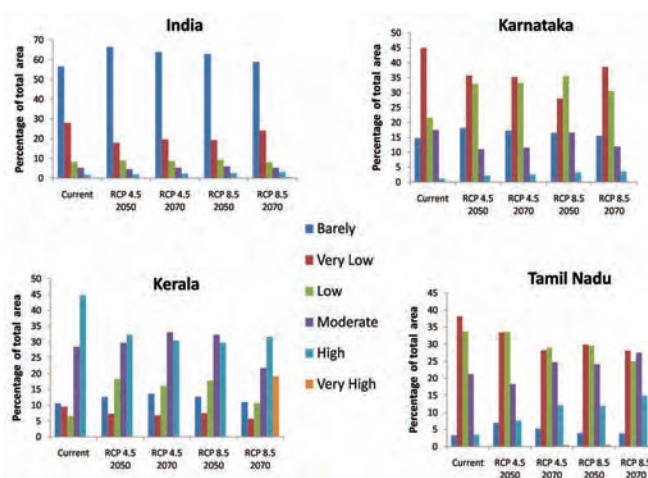 India
Percentage of total area
70
60
50
40
30
20
10
0
Current
RCP 4.5
2050
RCP 4.5
2070
RCP 8.5
2050
RCP 8.5
2070
Karnataka
Percentage of total area
50
45
40
35
30
25
20
15
10
5
0
Current
RCP 4.5
2050
RCP 4.5
2070
RCP 8.5
2050
RCP 8.5
2070
Barely
Very Low
Low
Moderate
High
Very High
Kerala
Percentage of total area
50
45
40
35
30
25
20
15
10
5
0
Current
RCP 4.5
2050
RCP 4.5
2070
RCP 8.5
2050
RCP 8.5
2070
Tamil Nadu
Percentage of total area
45
40
35
30
25
20
15
10
5
0
Current
RCP 4.5
2050
RCP 4.5
2070
RCP 8.5
2050
RCP 8.5
2070